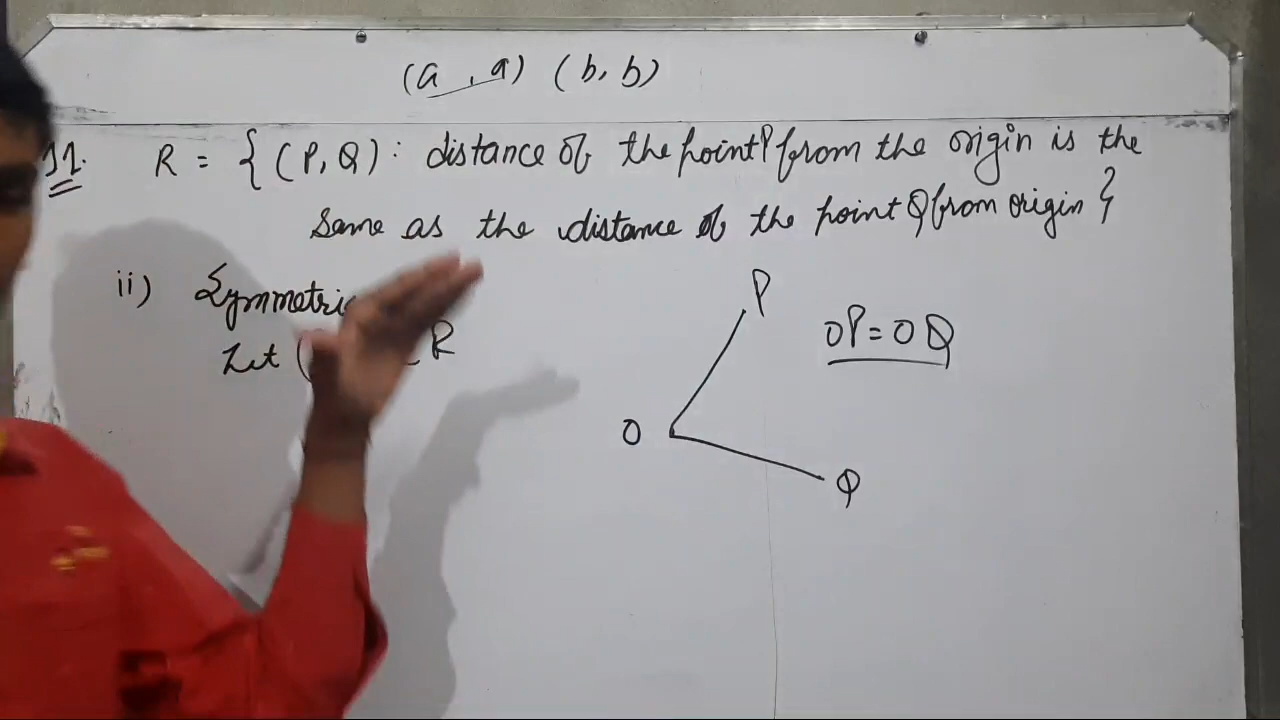 (a, a) (b, b)
11. R = { (P, Q) : distance of the point P from the origin is the
same as the distance of the point Q from origin }
ii) Symmetric
Let ( R
P
OP = OQ
O
Q